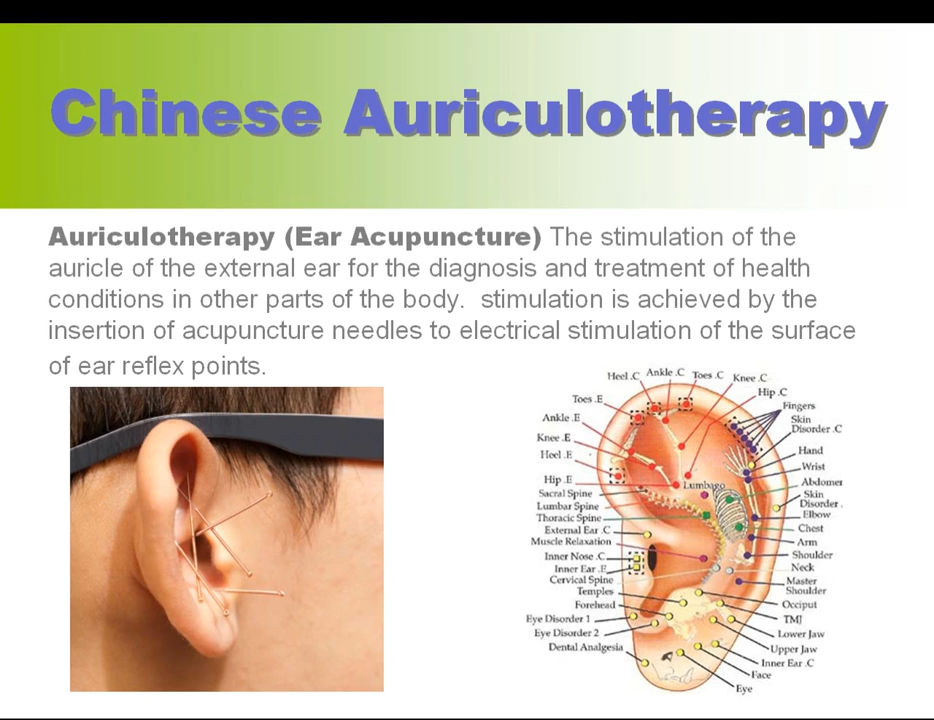 Chinese Auriculotherapy
Auriculotherapy (Ear Acupuncture) The stimulation of the
auricle of the external ear for the diagnosis and treatment of health
conditions in other parts of the body.  stimulation is achieved by the
insertion of acupuncture needles to electrical stimulation of the surface
of ear reflex points.
Heel .C
Ankle .C
Toes .C
Knee .C
Hip .C
Toes .E
Fingers
Ankle .E
Skin
Disorder .C
Knee .E
Hand
Heel .E
Wrist
Hip .E
Lumbago
Abdomen
Sacral Spine
Skin
Disorder .
Lumbar Spine
Elbow
Thoracic Spine
Chest
External Ear .C
Arm
Muscle Relaxation
Shoulder
Inner Nose .C
Neck
Inner Ear .E
Master
Shoulder
Cervical Spine
Temples
Occiput
Forehead
TMJ
Eye Disorder 1
Lower Jaw
Eye Disorder 2
Upper Jaw
Dental Analgesia
Inner Ear .C
Face
Eye